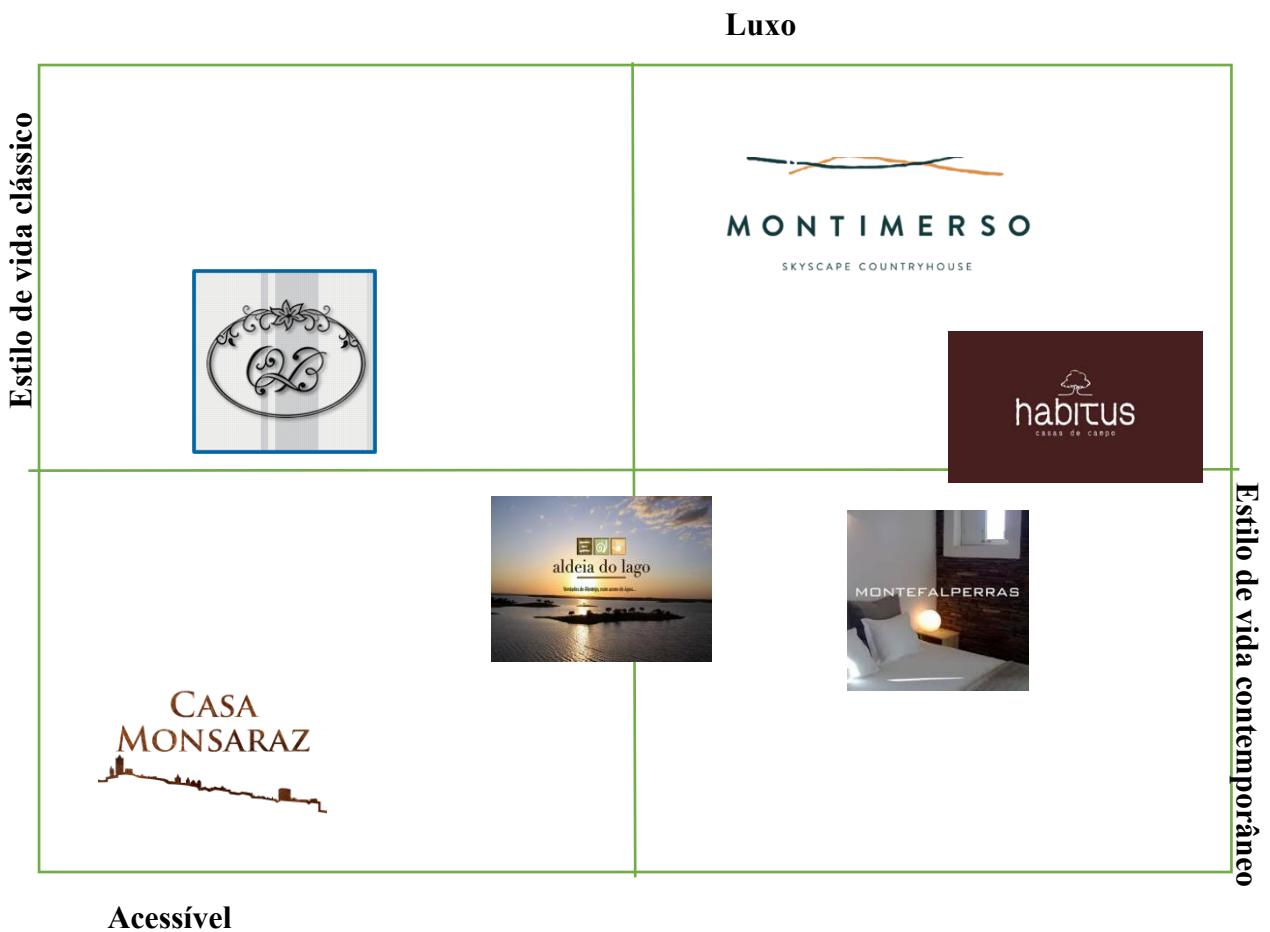 Luxo
Estilo de vida clássico
MONTIMERSO
SKYSCAPE COUNTRYHOUSE
habitus
casas de campo
aldeia do lago
MONTEFALPERRAS
Estilo de vida contemporâneo
CASA
MONSARAZ
Acessível